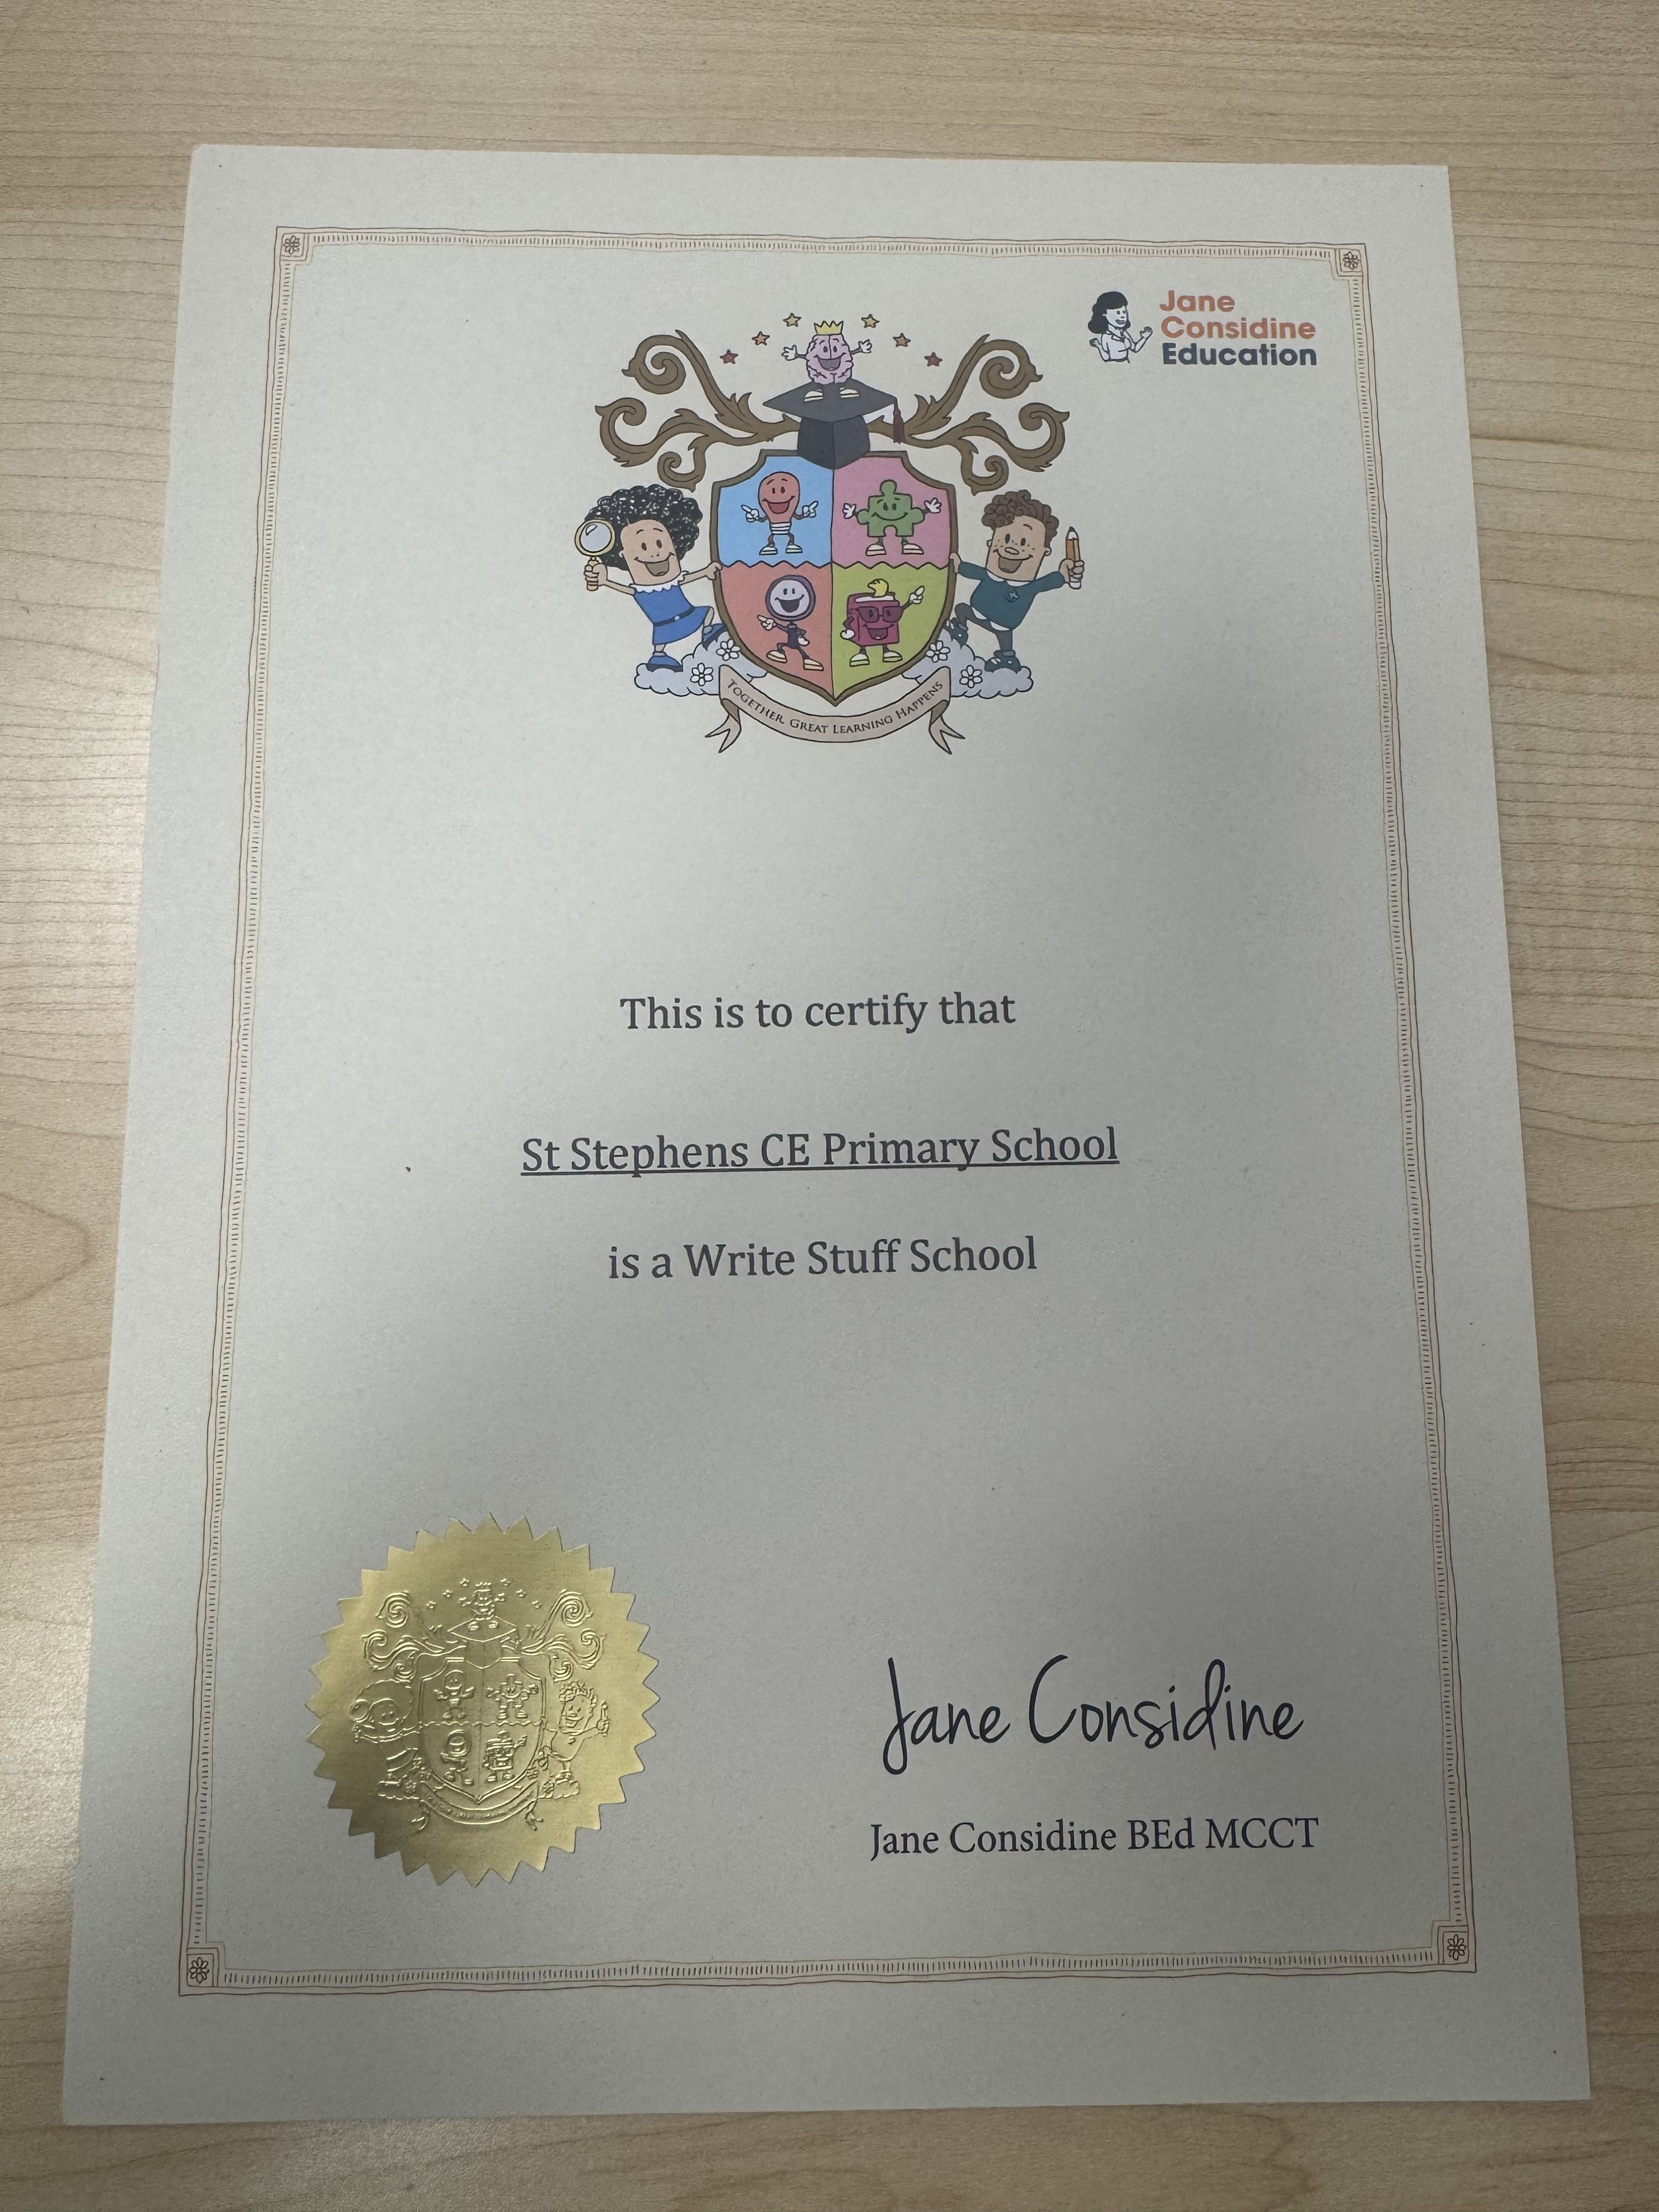 Jane
Considine
Education
TOGETHER GREAT LEARNING HAPPENS
This is to certify that
St Stephens CE Primary School
is a Write Stuff School
Jane Considine
Jane Considine BEd MCCT